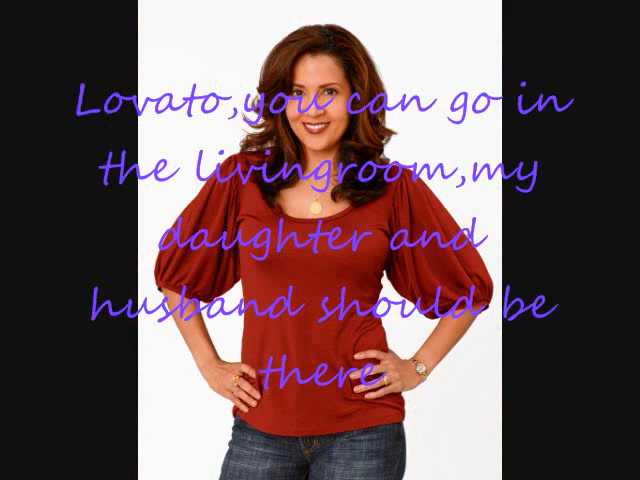 Lovato,you can go in
the livingroom,my
daughter and
husband should be
there